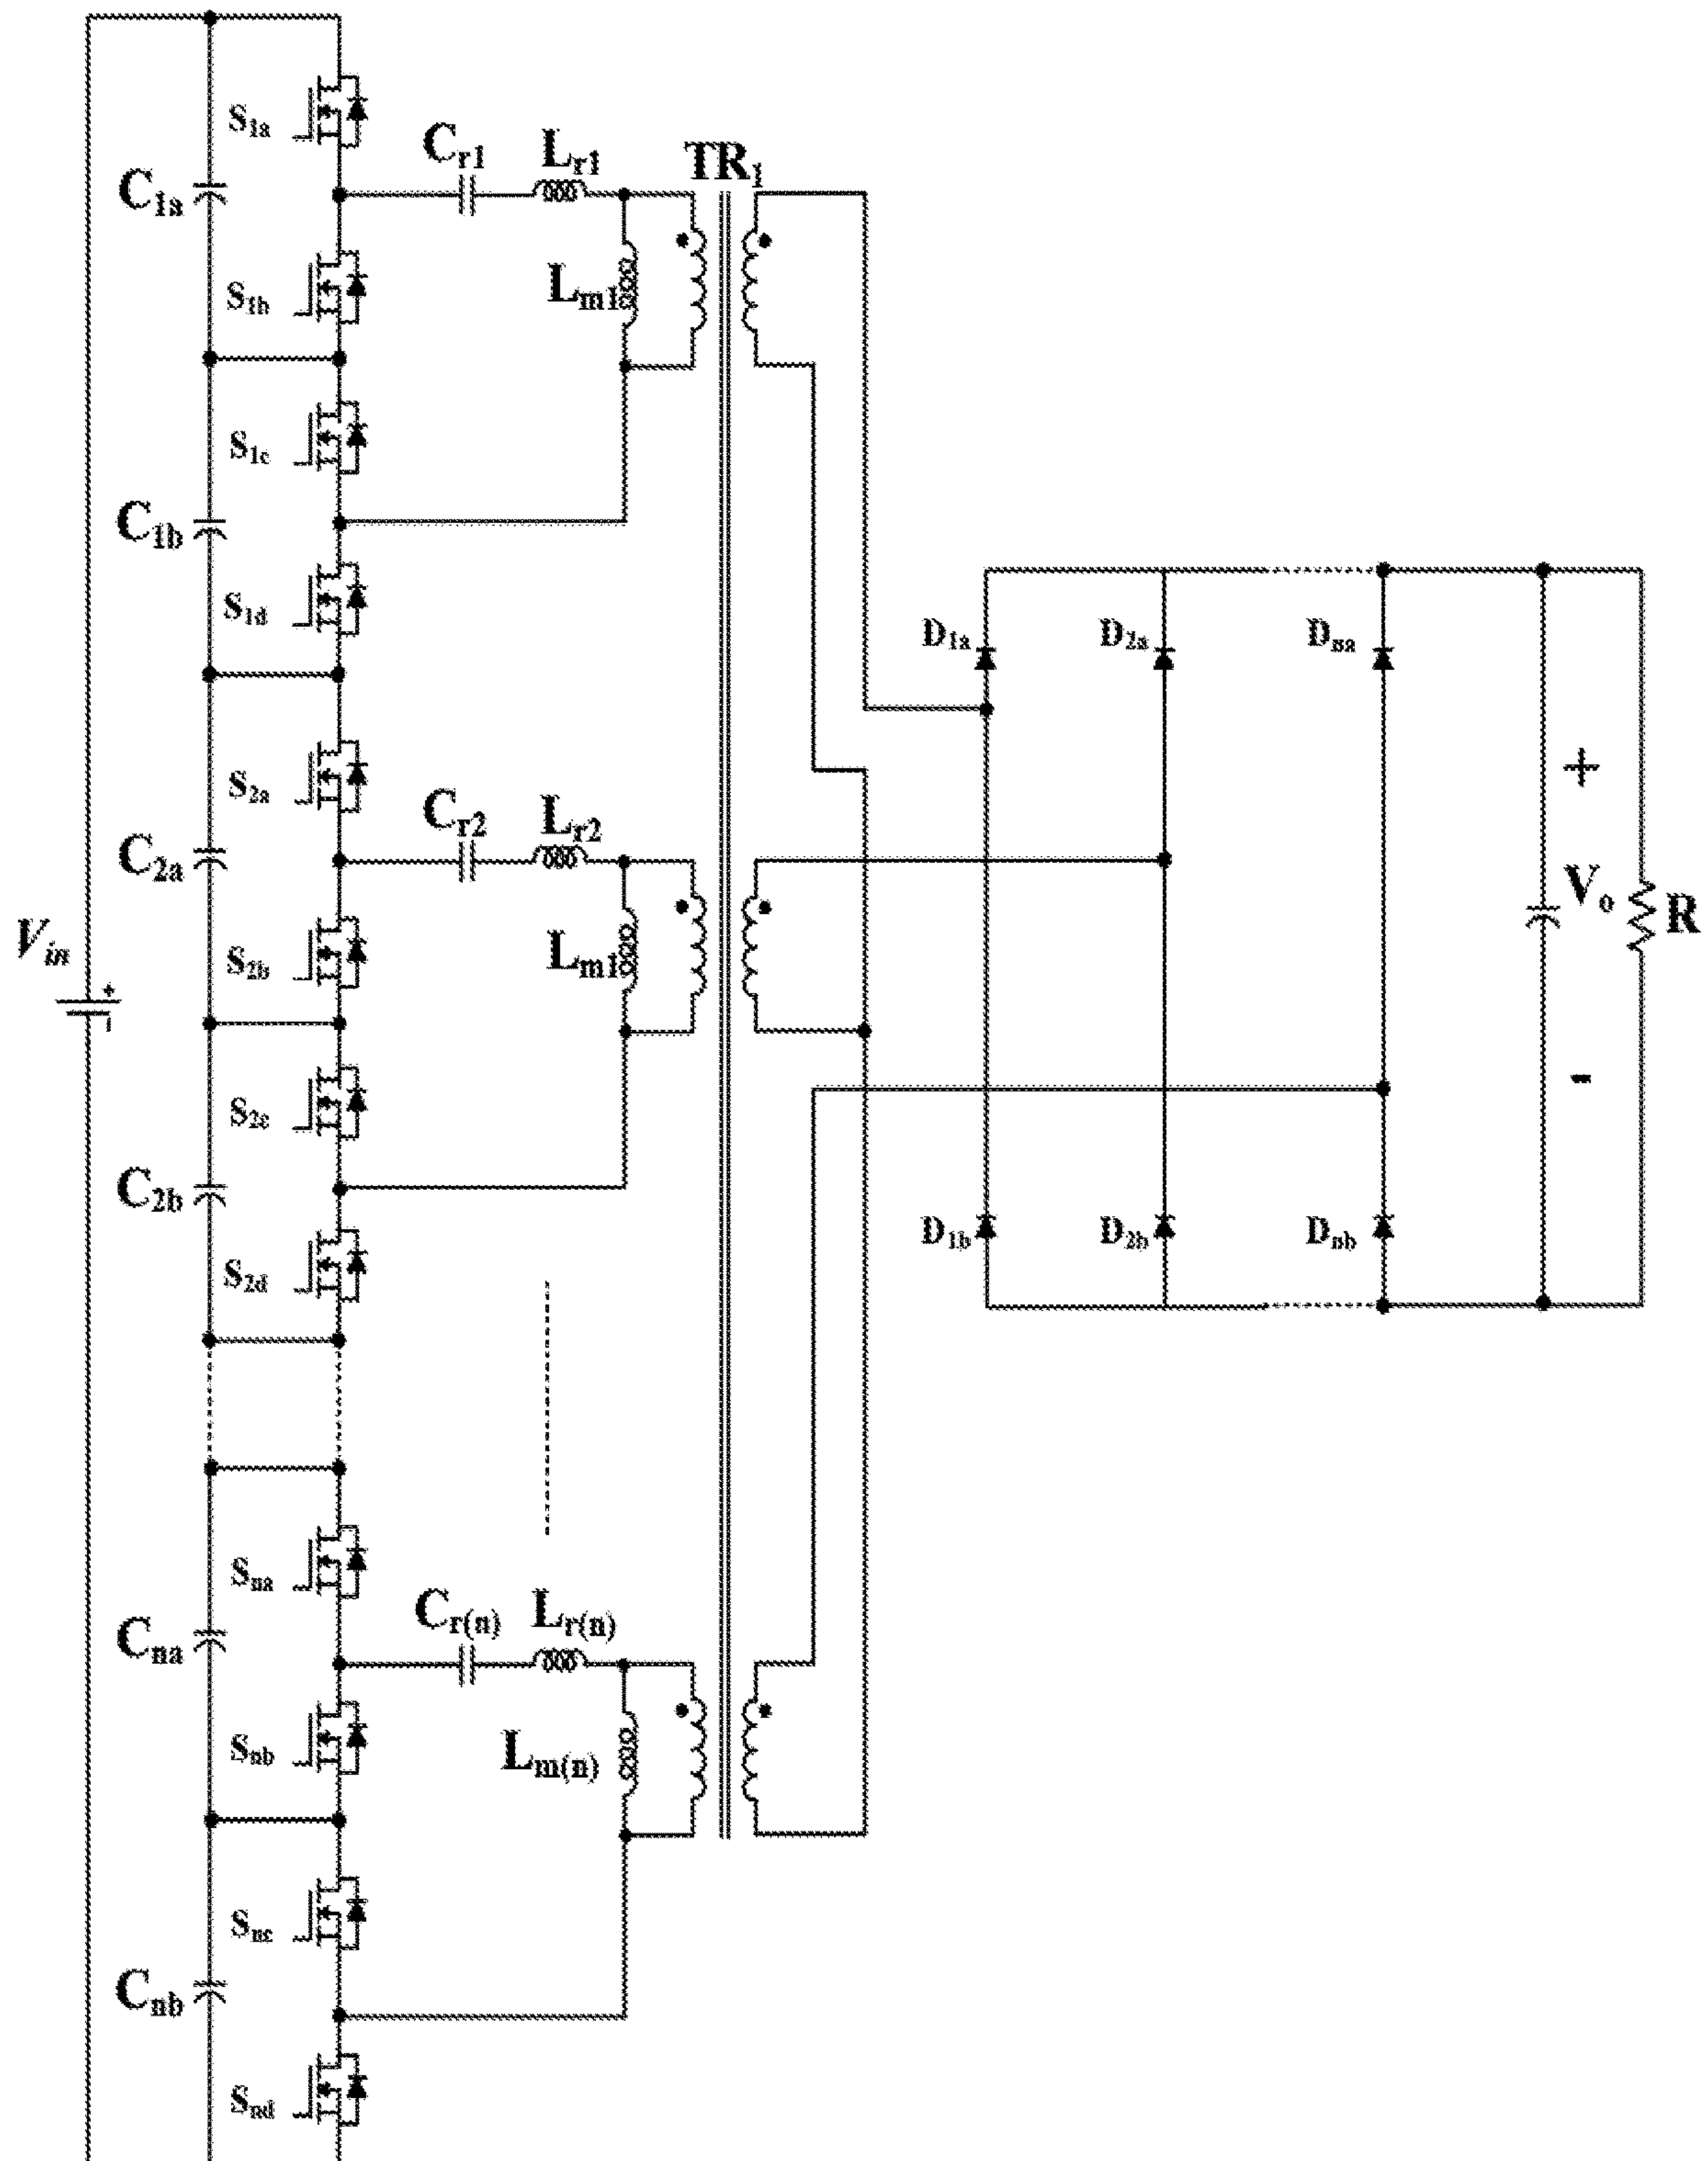 S1a
Cr1
Lr1
TR1
C1a
S1b
Lm1
S1c
C1b
S1d
D1a
D2a
Dna
+
S2a
Cr2
Lr2
C2a
Vo
R
Vin
S2b
Lm1
+
S2c
-
C2b
D1b
D2b
Dnb
S2d
Sna
Cr(n)
Lr(n)
Cna
Snb
Lm(n)
Snc
Cnb
Snd